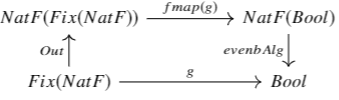 NatF(Fix(NatF)) fmap(g) NatF(Bool)
Out evenbAlg
Fix(NatF) g Bool